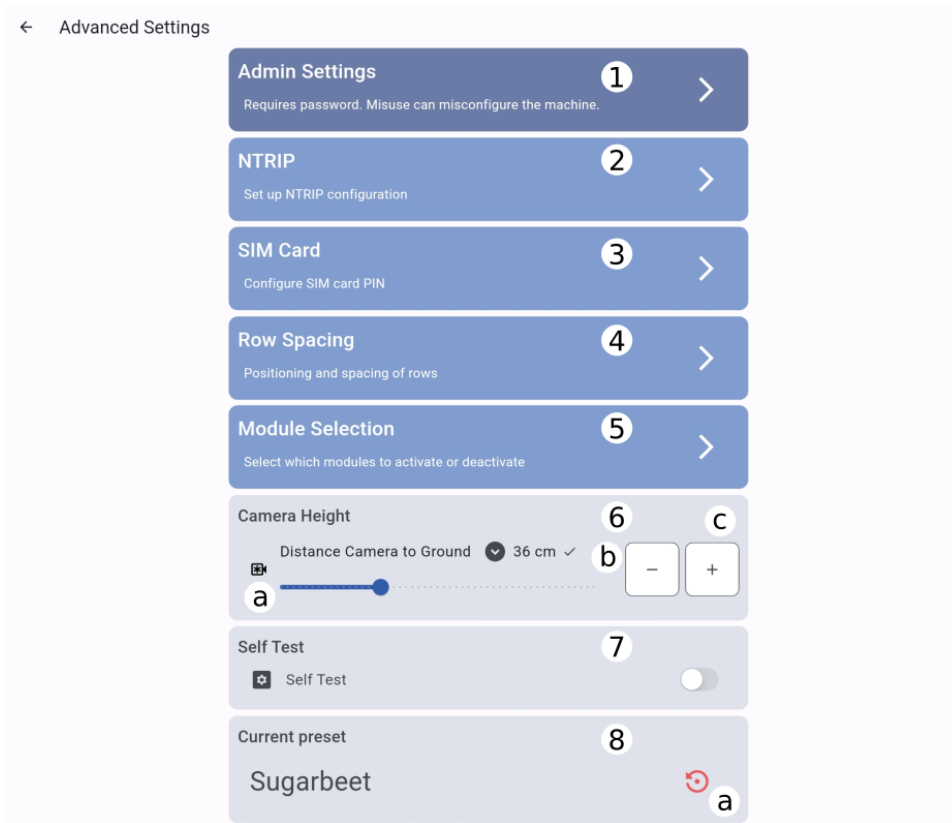 Advanced Settings
Admin Settings 1
Requires password. Misuse can misconfigure the machine.
NTRIP 2
Set up NTRIP configuration
SIM Card 3
Configure SIM card PIN
Row Spacing 4
Positioning and spacing of rows
Module Selection 5
Select which modules to activate or deactivate
Camera Height 6 c
Distance Camera to Ground 36 cm b − +
a
Self Test 7
Self Test
Current preset 8
Sugarbeet
a